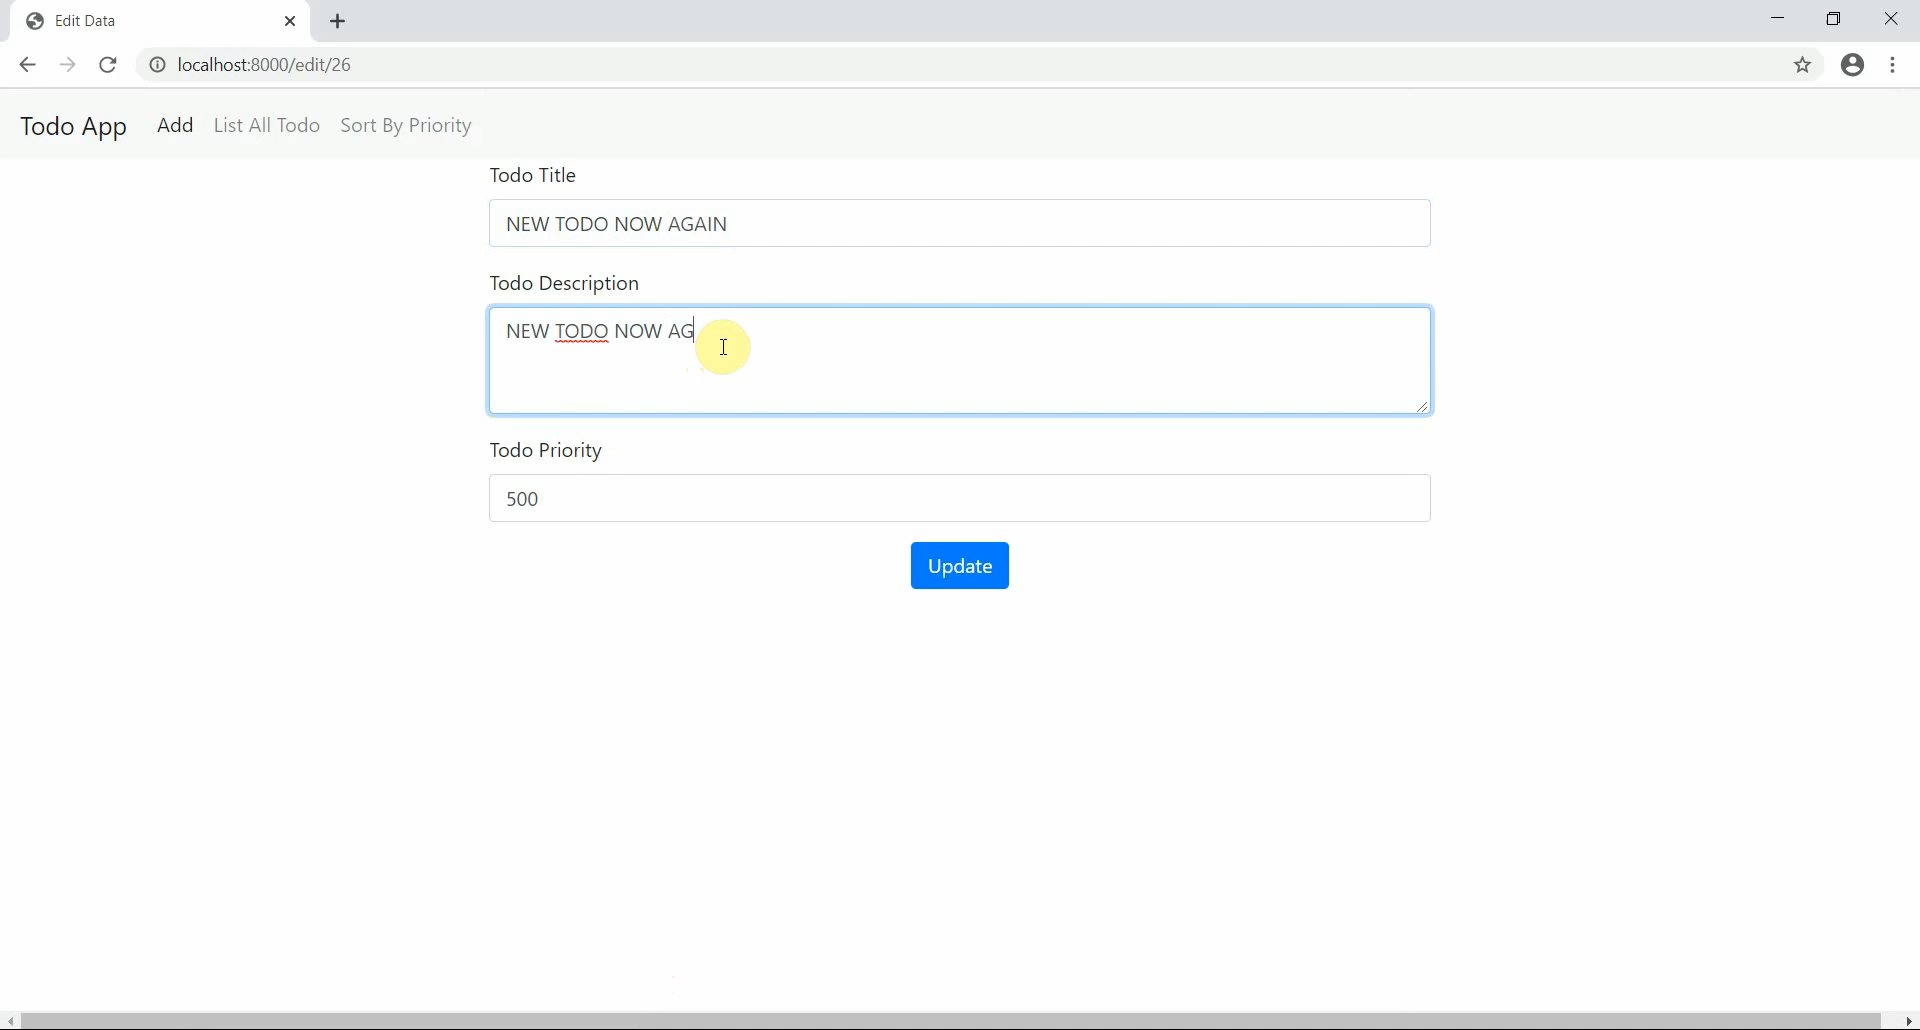 Edit Data
localhost:8000/edit/26
Todo App Add List All Todo Sort By Priority
Todo Title
NEW TODO NOW AGAIN
Todo Description
NEW TODO NOW AG
Todo Priority
500
Update